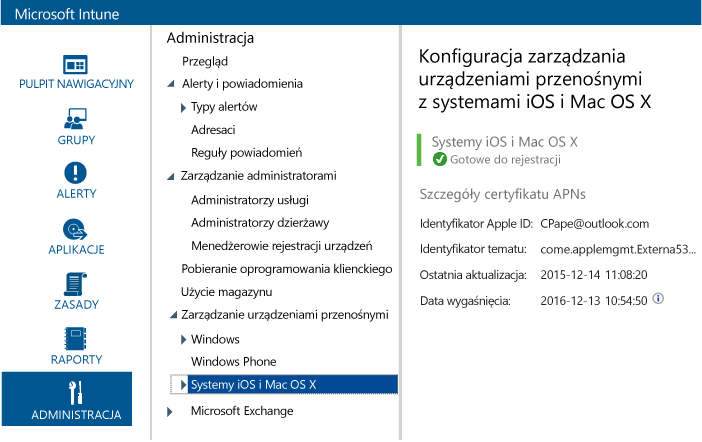 Microsoft Intune
PULPIT NAWIGACYJNY
GRUPY
ALERTY
APLIKACJE
ZASADY
RAPORTY
ADMINISTRACJA
Administracja
Przegląd
Alerty i powiadomienia
Typy alertów
Adresaci
Reguły powiadomień
Zarządzanie administratorami
Administratorzy usługi
Administratorzy dzierżawy
Menedżerowie rejestracji urządzeń
Pobieranie oprogramowania klienckiego
Użycie magazynu
Zarządzanie urządzeniami przenośnymi
Windows
Windows Phone
Systemy iOS i Mac OS X
Microsoft Exchange
Konfiguracja zarządzania
urządzeniami przenośnymi
z systemami iOS i Mac OS X
Systemy iOS i Mac OS X
Gotowe do rejestracji
Szczegóły certyfikatu APNs
Identyfikator Apple ID: CPape@outlook.com
Identyfikator tematu: come.applemgmt.Externa53...
Ostatnia aktualizacja: 2015-12-14 11:08:20
Data wygaśnięcia: 2016-12-13 10:54:50